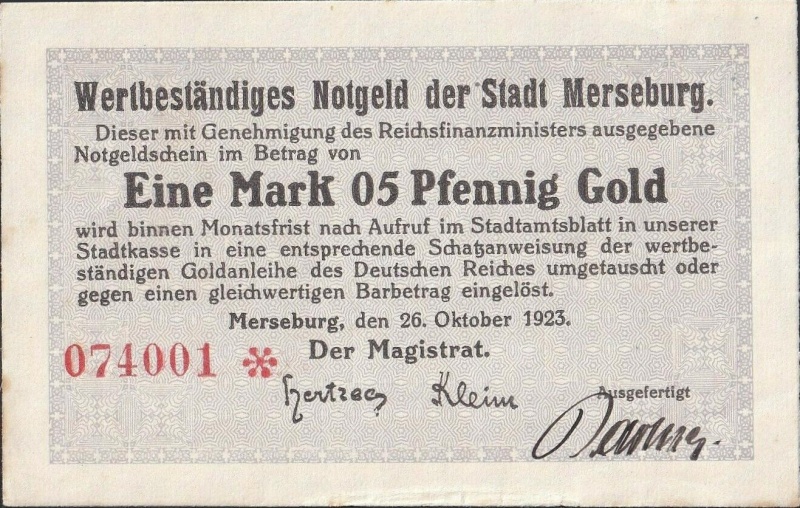 Wertbeständiges Notgeld der Stadt Merseburg.
Dieser mit Genehmigung des Reichsfinanzministers ausgegebene
Notgeldschein im Betrag von
Eine Mark 05 Pfennig Gold
wird binnen Monatsfrist nach Aufruf im Stadtamtsblatt in unserer
Stadtkasse in eine entsprechende Schatzanweisung der wertbe-
ständigen Goldanleihe des Deutschen Reiches umgetauscht oder
gegen einen gleichwertigen Barbetrag eingelöst.
Merseburg, den 26. Oktober 1923.
Der Magistrat.
074001 *
Hertzog Kleim
Ausgefertigt